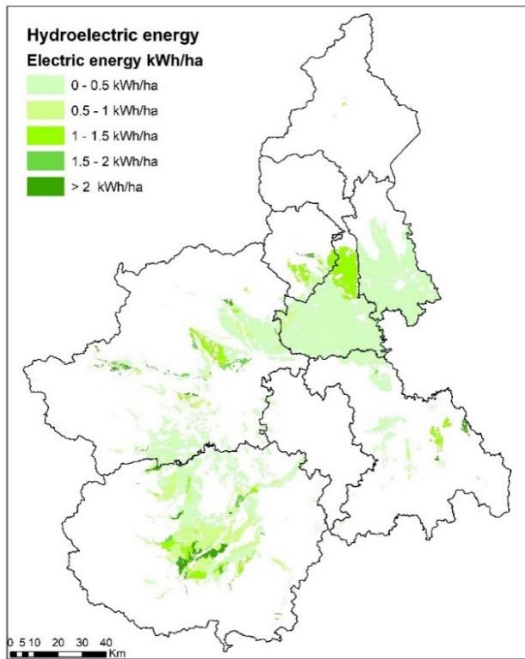 Hydroelectric energy
Electric energy kWh/ha
0 - 0.5 kWh/ha
0.5 - 1 kWh/ha
1 - 1.5 kWh/ha
1.5 - 2 kWh/ha
> 2 kWh/ha
0 5 10 20 30 40
Km